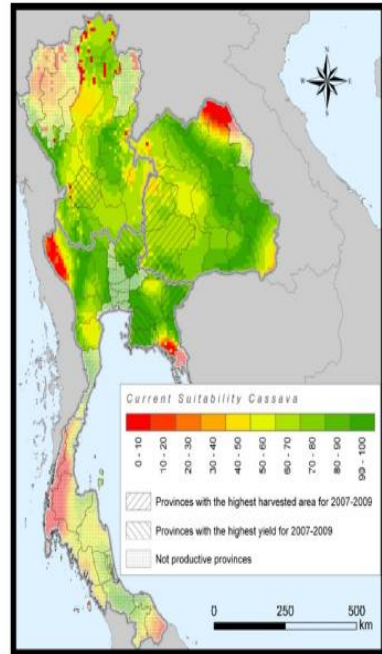 N
W E
S
Current Suitability Cassava
0 - 10
10 - 20
20 - 30
30 - 40
40 - 50
50 - 60
60 - 70
70 - 80
80 - 90
90 - 100
Provinces with the highest harvested area for 2007-2009
Provinces with the highest yield for 2007-2009
Not productive provinces
0 250 500
km